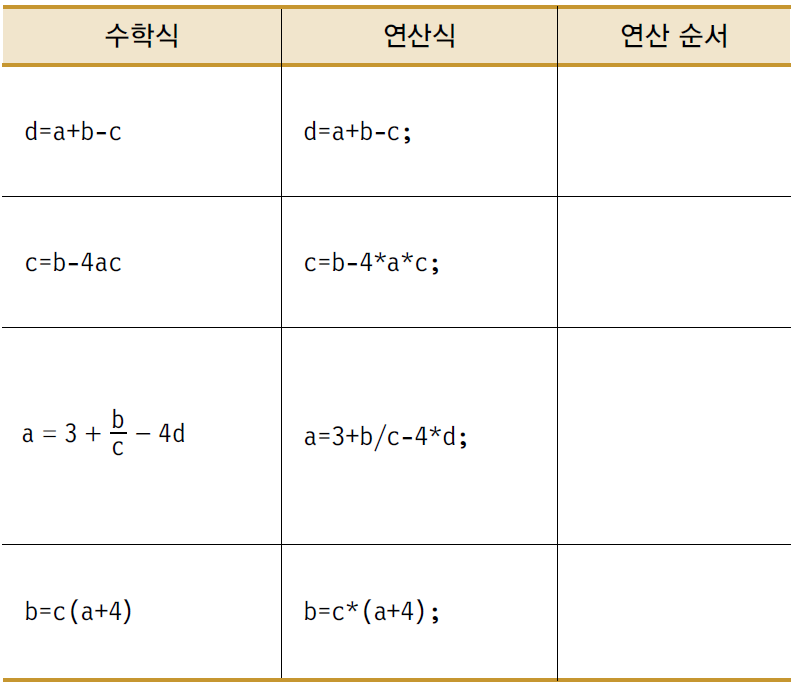 수학식 연산식 연산 순서
d=a+b-c d=a+b-c;
c=b-4ac c=b-4*a*c;
a = 3 + b/c - 4d a=3+b/c-4*d;
b=c(a+4) b=c*(a+4);